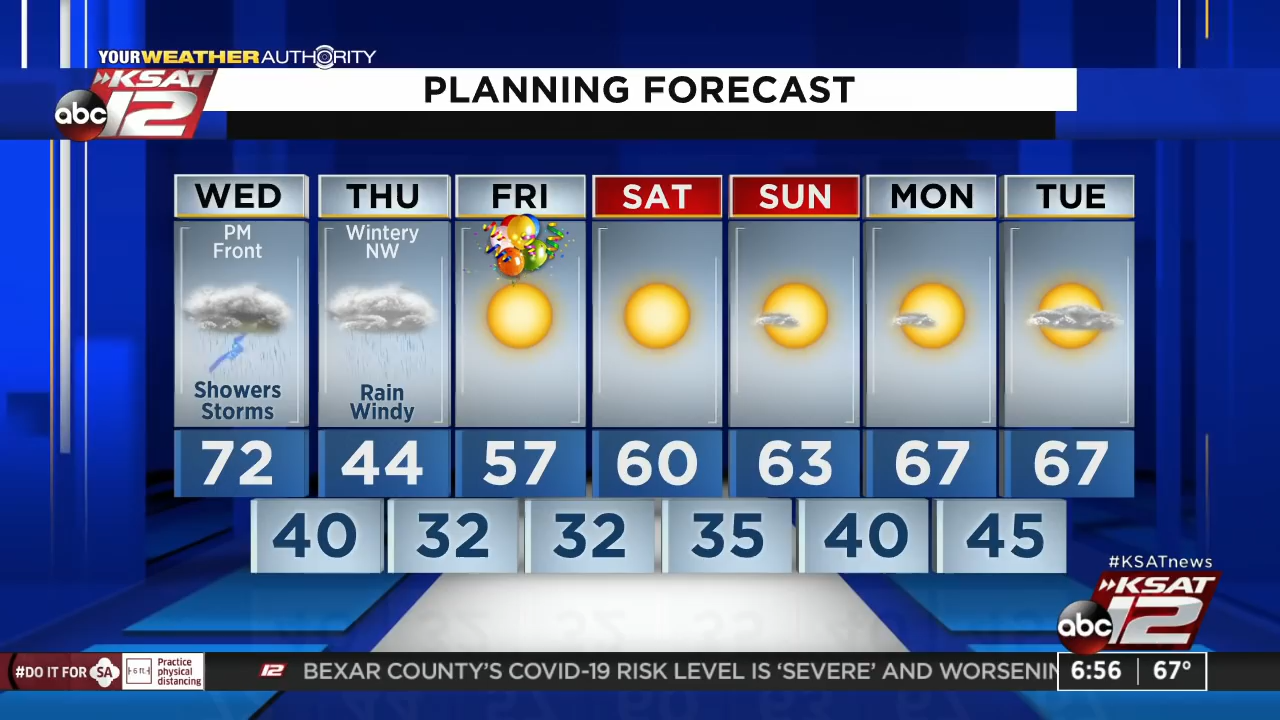 YOURWEATHERAUTHORITY
KSAT
abc 12
PLANNING FORECAST
WED THU FRI SAT SUN MON TUE
PM
Front
Wintery
NW
Showers
Storms
Rain
Windy
72 44 57 60 63 67 67
40 32 32 35 40 45
#KSATnews
KSAT
abc 12
#DO IT FOR SA
6 ft
Practice
physical
distancing
12 BEXAR COUNTY'S COVID-19 RISK LEVEL IS 'SEVERE' AND WORSENIN
6:56 67°